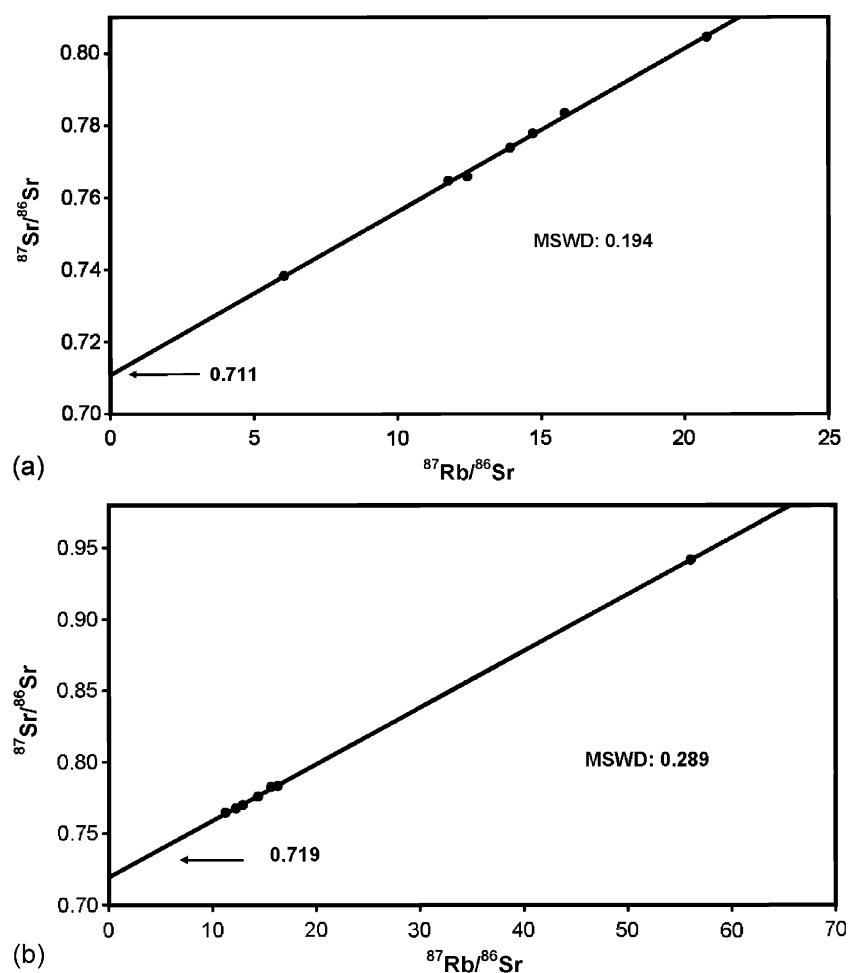 0.80
0.78
0.76
0.74
0.72
0.70
⁸⁷Sr/⁸⁶Sr
MSWD: 0.194
0.711
0 5 10 15 20 25
⁸⁷Rb/⁸⁶Sr
(a)
0.95
0.90
0.85
0.80
0.75
0.70
⁸⁷Sr/⁸⁶Sr
MSWD: 0.289
0.719
0 10 20 30 40 50 60 70
⁸⁷Rb/⁸⁶Sr
(b)